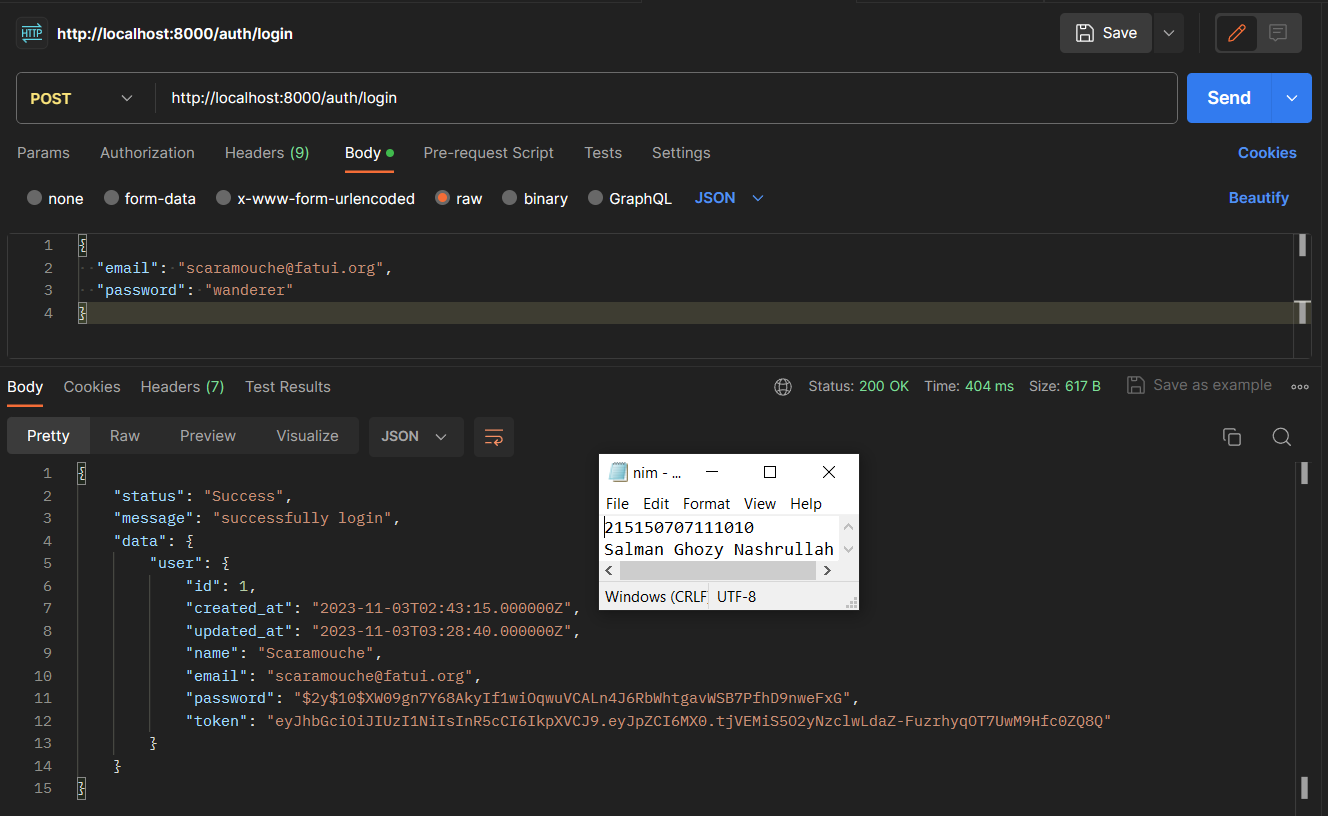 HTTP http://localhost:8000/auth/login
Save
POST http://localhost:8000/auth/login
Send
Params Authorization Headers (9) Body Pre-request Script Tests Settings Cookies
none form-data x-www-form-urlencoded raw binary GraphQL JSON Beautify
1 {
2 "email": "scaramouche@fatui.org",
3 "password": "wanderer"
4 }
Body Cookies Headers (7) Test Results Status: 200 OK Time: 404 ms Size: 617 B Save as example
Pretty Raw Preview Visualize JSON
1 {
2 "status": "Success",
3 "message": "successfully login",
4 "data": {
5 "user": {
6 "id": 1,
7 "created_at": "2023-11-03T02:43:15.000000Z",
8 "updated_at": "2023-11-03T03:28:40.000000Z",
9 "name": "Scaramouche",
10 "email": "scaramouche@fatui.org",
11 "password": "$2y$10$XW09gn7Y68AkyIf1wiOqwuVCALn4J6RbWhtgavWSB7PfhD9nweFxG",
12 "token": "eyJhbGciOiJIUzI1NiIsInR5cCI6IkpXVCJ9.eyJpZCI6MX0.tjVEMiS5O2yNzclwLdaZ-FuzrhyqOT7UwM9Hfc0ZQ8Q"
13 }
14 }
15 }
nim - ...
File Edit Format View Help
215150707111010
Salman Ghozy Nashrullah
Windows (CRLF UTF-8